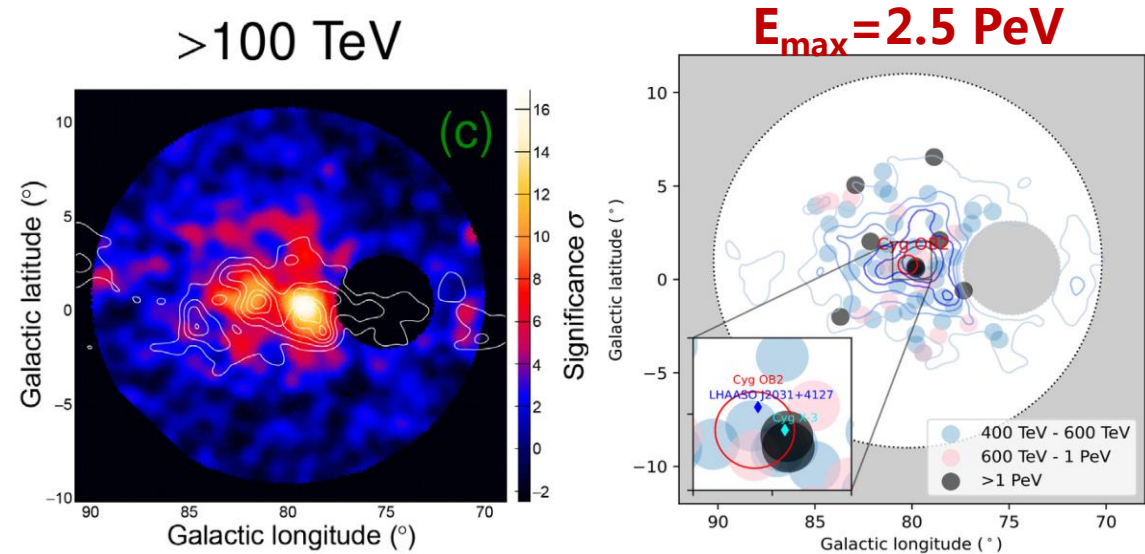 >100 TeV
(c)
Galactic latitude (°)
10
5
0
−5
−10
90
85
80
75
70
Galactic longitude (°)
16
14
12
10
8
6
4
2
0
−2
Significance σ
E_max=2.5 PeV
Galactic latitude (°)
10
5
0
−5
−10
Cyg OB2
Cyg OB2
LHAASO J2031+4127
Cyg X-3
400 TeV - 600 TeV
600 TeV - 1 PeV
>1 PeV
90
85
80
75
70
Galactic longitude (°)